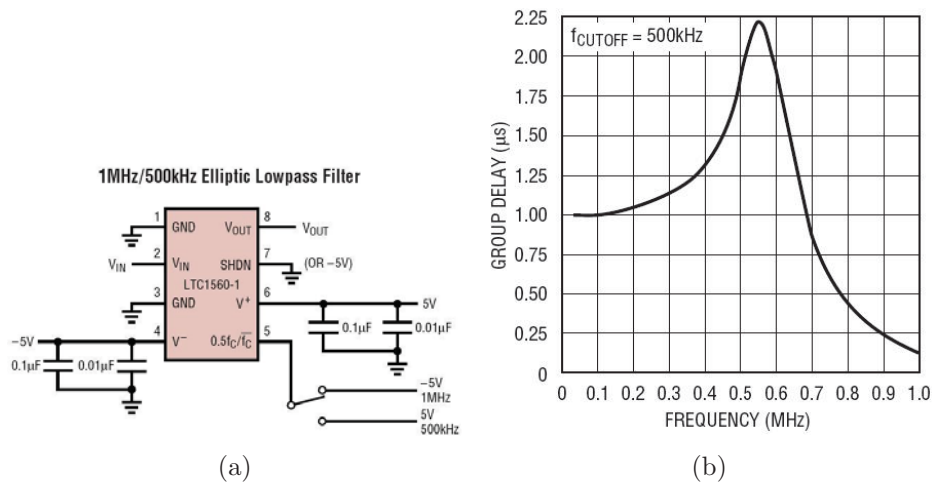 1MHz/500kHz Elliptic Lowpass Filter
1 GND VOUT 8 VOUT
VIN 2 VIN SHDN 7 (OR –5V)
LTC1560-1
3 GND V+ 6 5V
0.1µF 0.01µF
–5V 4 V– 0.5fC/fC 5
0.1µF 0.01µF
–5V
1MHz
5V
500kHz
(a)
fCUTOFF = 500kHz
GROUP DELAY (µs)
2.25
2.00
1.75
1.50
1.25
1.00
0.75
0.50
0.25
0
0 0.1 0.2 0.3 0.4 0.5 0.6 0.7 0.8 0.9 1.0
FREQUENCY (MHz)
(b)